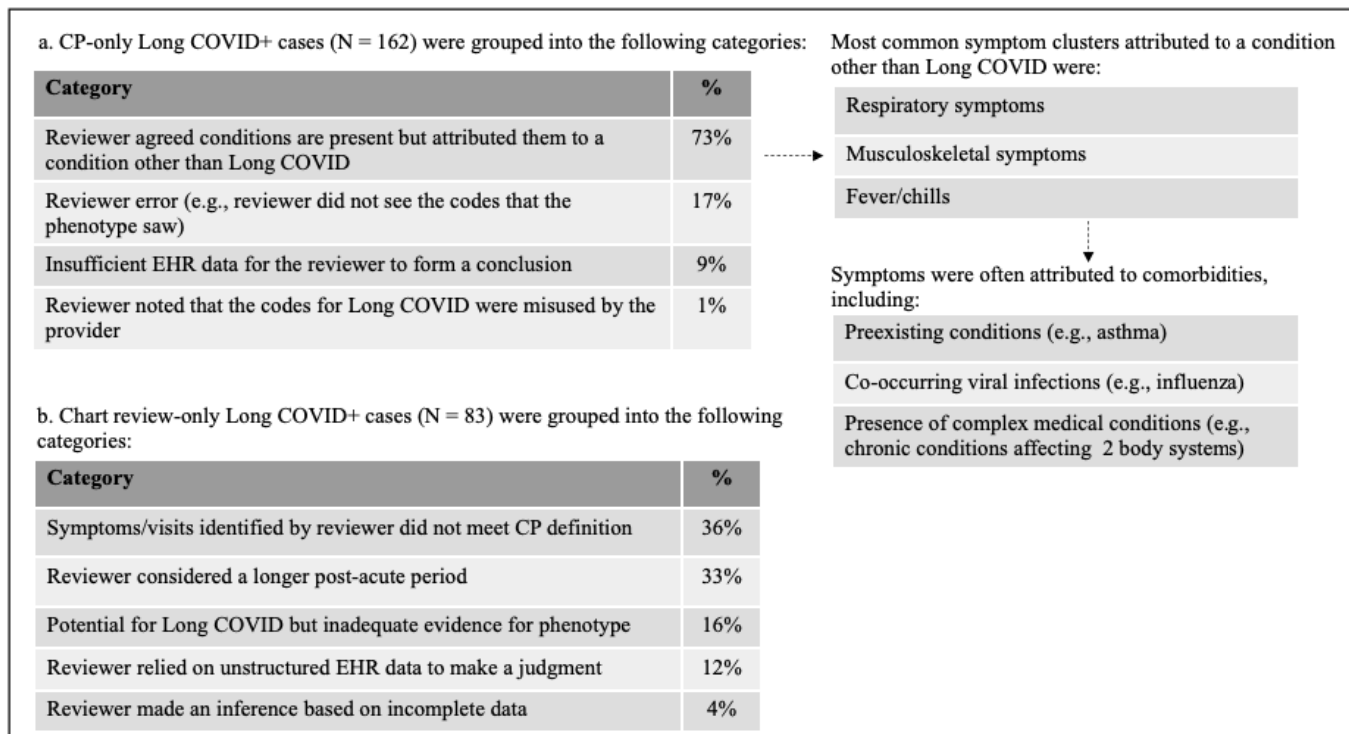 a. CP-only Long COVID+ cases (N = 162) were grouped into the following categories:
Category %
Reviewer agreed conditions are present but attributed them to a 73%
condition other than Long COVID
Reviewer error (e.g., reviewer did not see the codes that the 17%
phenotype saw)
Insufficient EHR data for the reviewer to form a conclusion 9%
Reviewer noted that the codes for Long COVID were misused by the 1%
provider
Most common symptom clusters attributed to a condition
other than Long COVID were:
Respiratory symptoms
Musculoskeletal symptoms
Fever/chills
Symptoms were often attributed to comorbidities,
including:
Preexisting conditions (e.g., asthma)
Co-occurring viral infections (e.g., influenza)
Presence of complex medical conditions (e.g.,
chronic conditions affecting 2 body systems)
b. Chart review-only Long COVID+ cases (N = 83) were grouped into the following
categories:
Category %
Symptoms/visits identified by reviewer did not meet CP definition 36%
Reviewer considered a longer post-acute period 33%
Potential for Long COVID but inadequate evidence for phenotype 16%
Reviewer relied on unstructured EHR data to make a judgment 12%
Reviewer made an inference based on incomplete data 4%